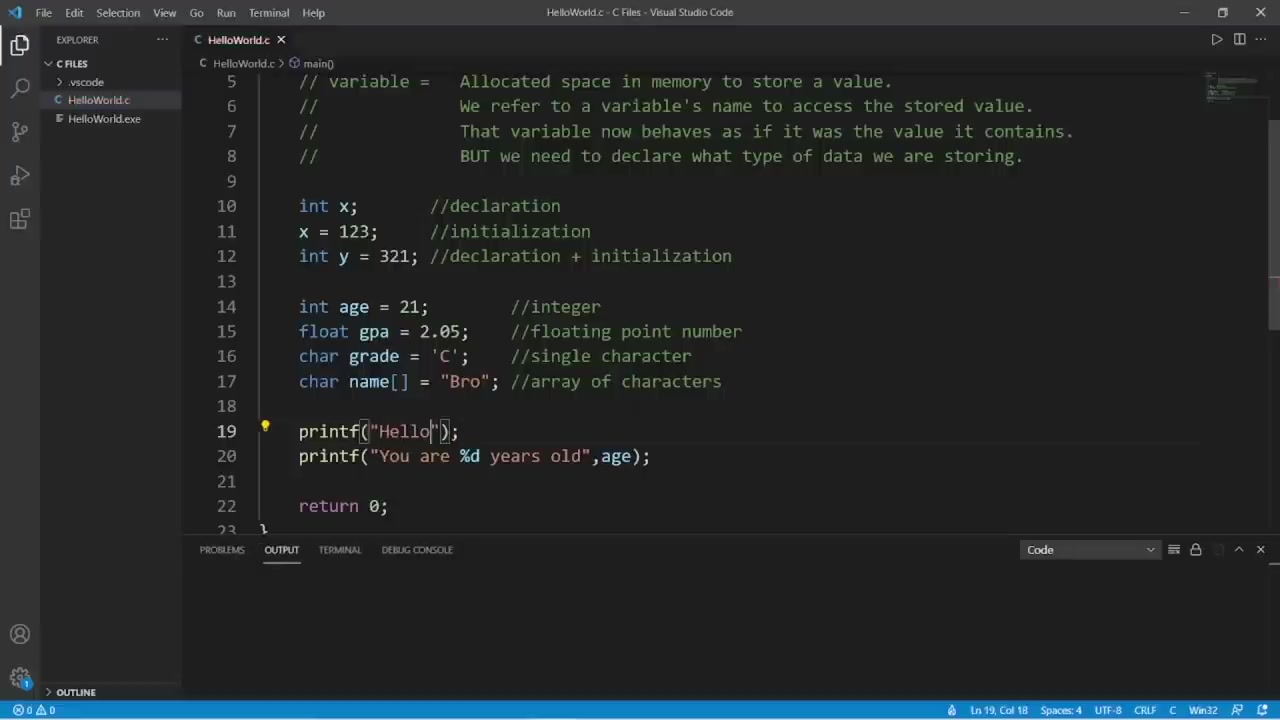 File Edit Selection View Go Run Terminal Help HelloWorld.c - C Files - Visual Studio Code
EXPLORER ... C HelloWorld.c
C FILES HelloWorld.c > main()
.vscode
C HelloWorld.c
HelloWorld.exe
5 // variable = Allocated space in memory to store a value.
6 // We refer to a variable's name to access the stored value.
7 // That variable now behaves as if it was the value it contains.
8 // BUT we need to declare what type of data we are storing.
9
10 int x; //declaration
11 x = 123; //initialization
12 int y = 321; //declaration + initialization
13
14 int age = 21; //integer
15 float gpa = 2.05; //floating point number
16 char grade = 'C'; //single character
17 char name[] = "Bro"; //array of characters
18
19 printf("Hello");
20 printf("You are %d years old",age);
21
22 return 0;
23 }
PROBLEMS OUTPUT TERMINAL DEBUG CONSOLE Code
1
OUTLINE
0 0 Ln 19, Col 18 Spaces: 4 UTF-8 CRLF C Win32